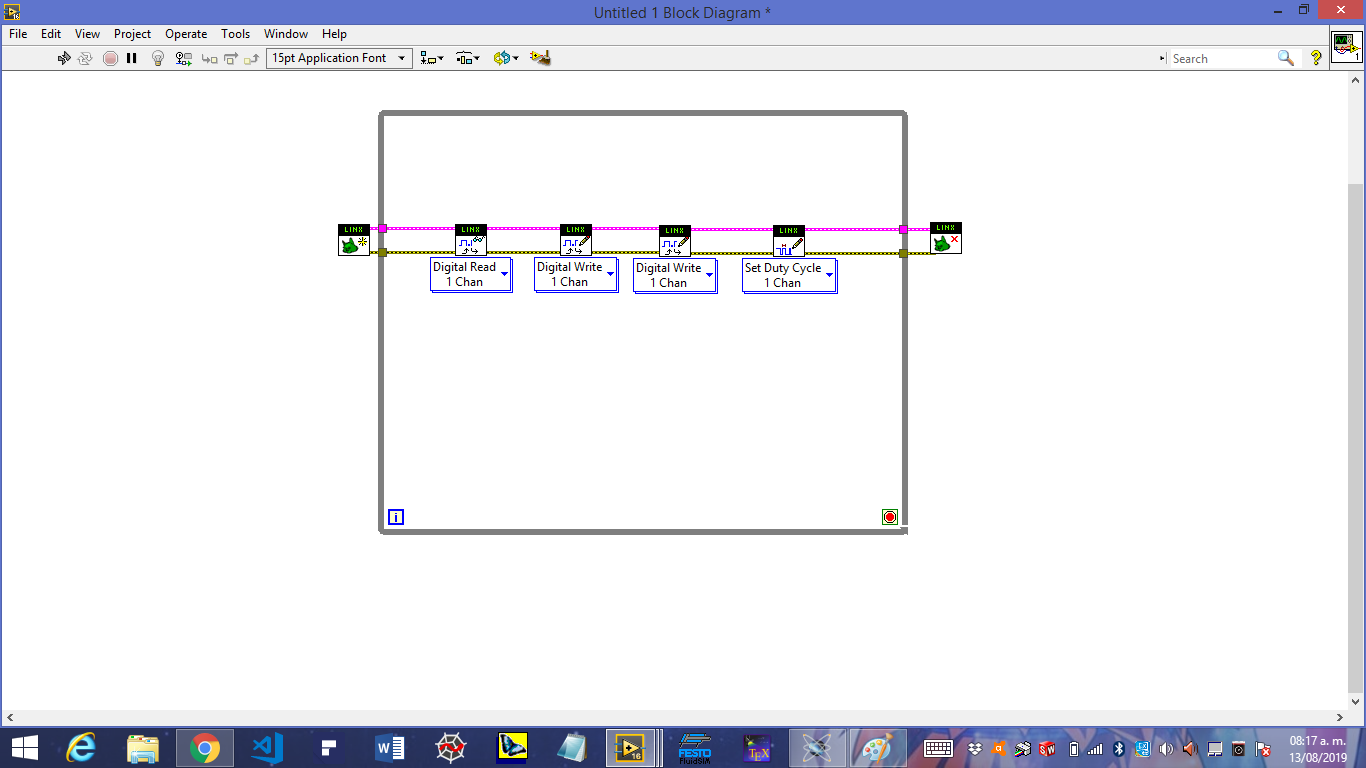 Untitled 1 Block Diagram *
File Edit View Project Operate Tools Window Help
15pt Application Font
Search
1
LINX LINX LINX LINX LINX LINX
Digital Read
1 Chan
Digital Write
1 Chan
Digital Write
1 Chan
Set Duty Cycle
1 Chan
i
16
FESTO
FluidSIM
TEX
SW
08:17 a. m.
13/08/2019